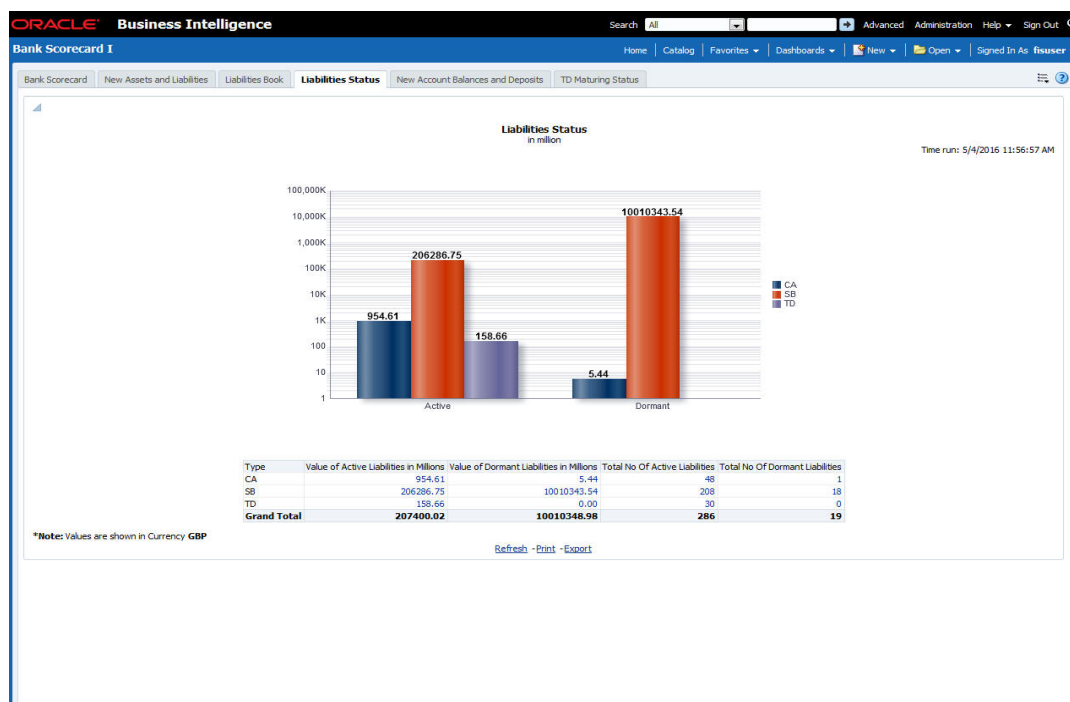 ORACLE® Business Intelligence Search All Advanced Administration Help Sign Out
Bank Scorecard I Home Catalog Favorites Dashboards New Open Signed In As fisuser
Bank Scorecard New Assets and Liabilities Liabilities Book Liabilities Status New Account Balances and Deposits TD Maturing Status
Liabilities Status
in million
Time run: 5/4/2016 11:56:57 AM
100,000K
10,000K
1,000K
100K
10K
1K
100
10
1
954.61
206286.75
158.66
5.44
10010343.54
Active
Dormant
CA
SB
TD
Type Value of Active Liabilities in Millions Value of Dormant Liabilities in Millions Total No Of Active Liabilities Total No Of Dormant Liabilities
CA 954.61 5.44 48 1
SB 206286.75 10010343.54 208 18
TD 158.66 0.00 30 0
Grand Total 207400.02 10010348.98 286 19
*Note: Values are shown in Currency GBP
Refresh - Print - Export